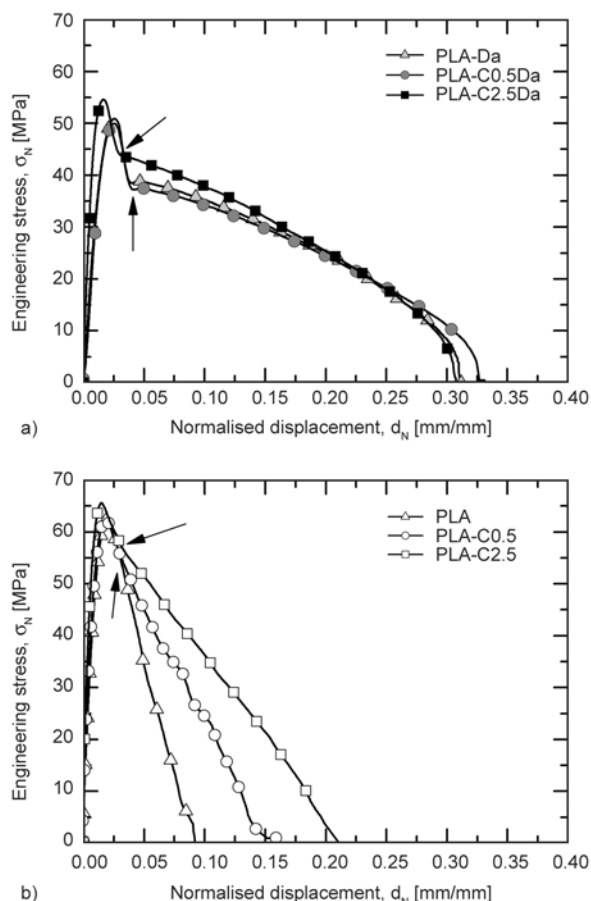 70
60
50
40
30
20
10
0
Engineering stress, σN [MPa]
PLA-Da
PLA-C0.5Da
PLA-C2.5Da
0.00 0.05 0.10 0.15 0.20 0.25 0.30 0.35 0.40
a) Normalised displacement, dN [mm/mm]
70
60
50
40
30
20
10
0
Engineering stress, σN [MPa]
PLA
PLA-C0.5
PLA-C2.5
0.00 0.05 0.10 0.15 0.20 0.25 0.30 0.35 0.40
b) Normalised displacement, dN [mm/mm]